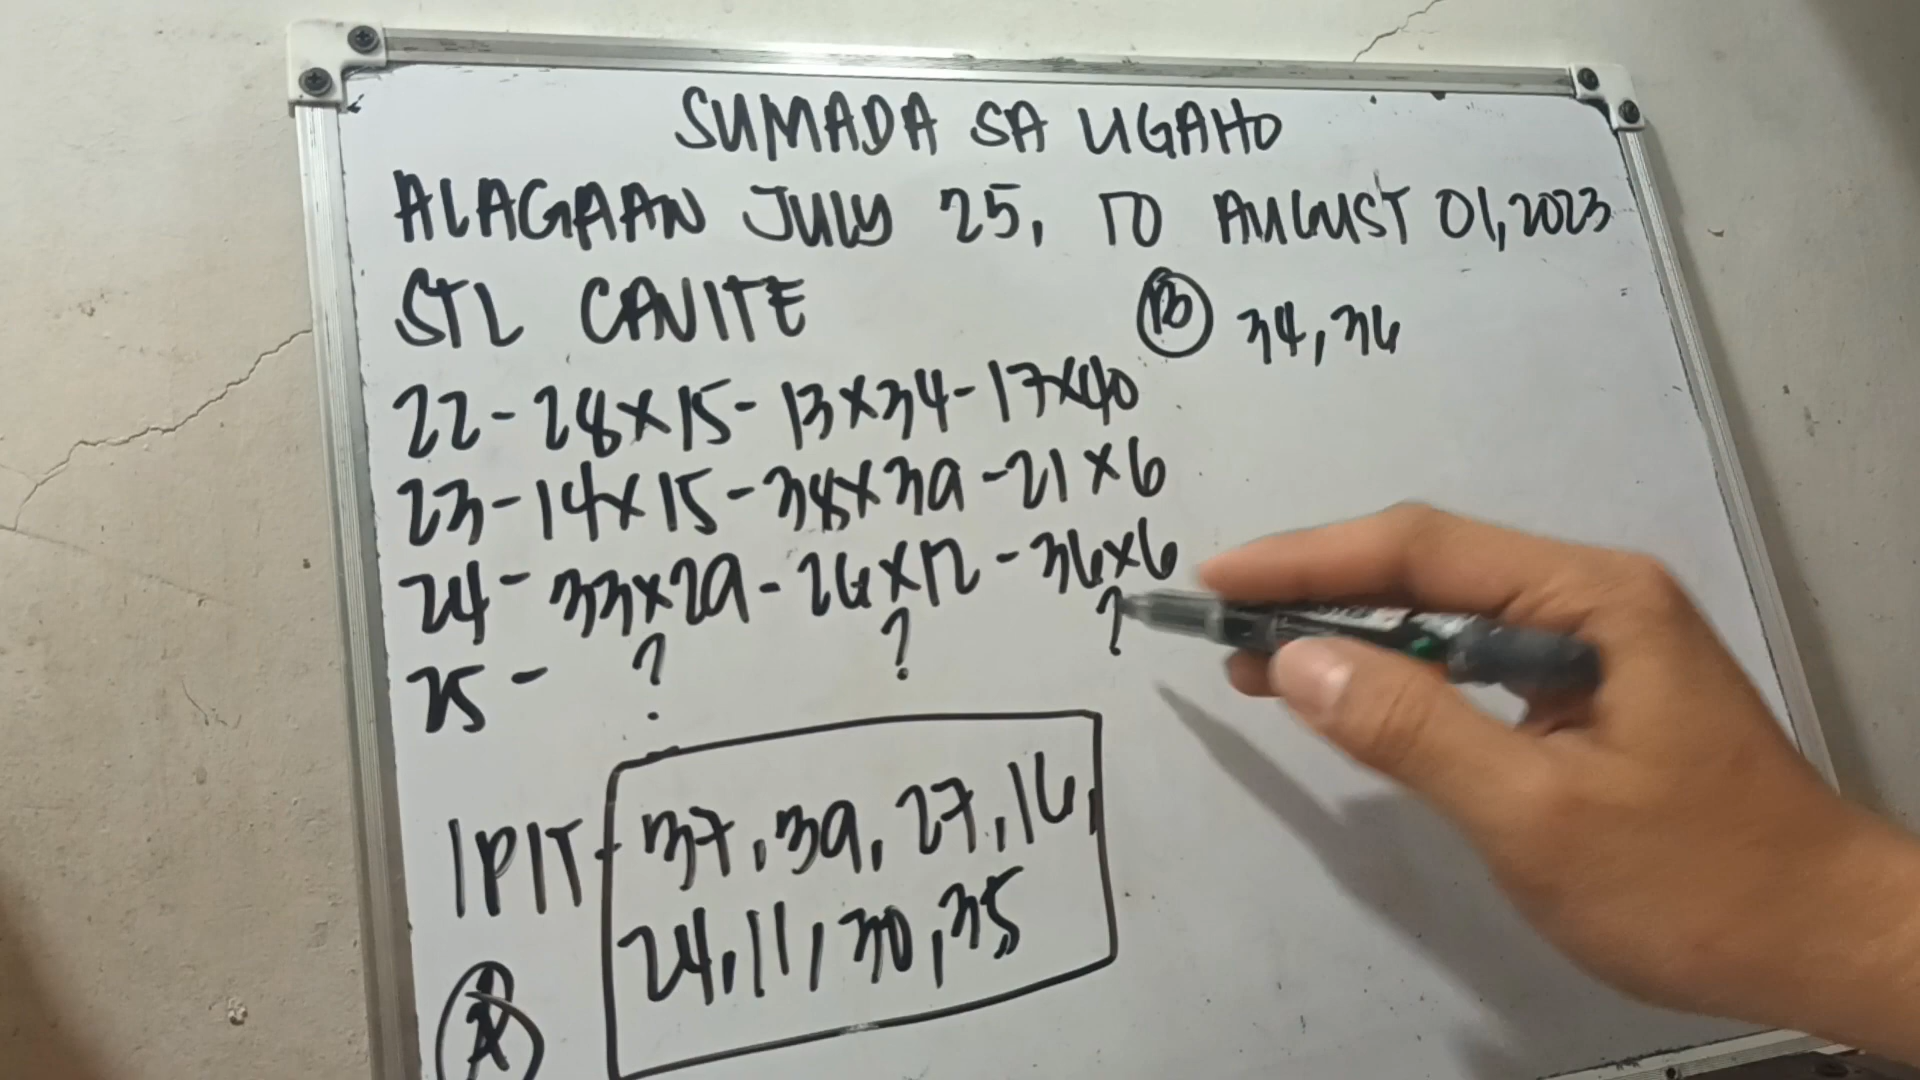 SUMADA SA UGAHO
ALAGAAN JULY 25, TO AUGUST 01, 2023
STL CAVITE
B 34, 36
22 - 28x15 - 13x34 - 17x40
23 - 14x15 - 38x39 - 21x6
24 - 33x29 - 26x12 - 36x6
25 - ? ? ?
IPIT - 37, 39, 27, 16,
24, 11, 30, 35
A